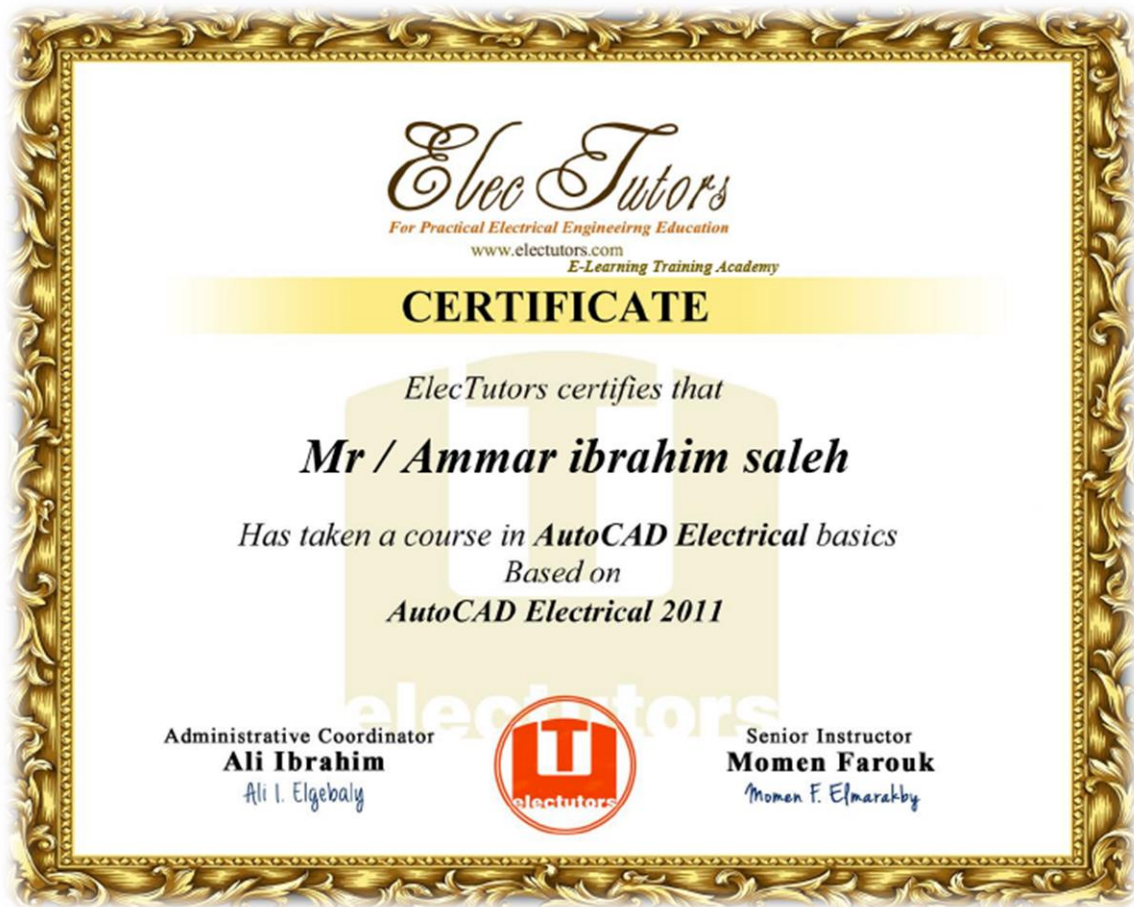 Elec Tutors
For Practical Electrical Engineeirng Education
www.electutors.com
E-Learning Training Academy
CERTIFICATE
ElecTutors certifies that
Mr / Ammar ibrahim saleh
Has taken a course in AutoCAD Electrical basics
Based on
AutoCAD Electrical 2011
electutors
Administrative Coordinator
Ali Ibrahim
Ali I. Elgebaly
electutors
Senior Instructor
Momen Farouk
Momen F. Elmarakby